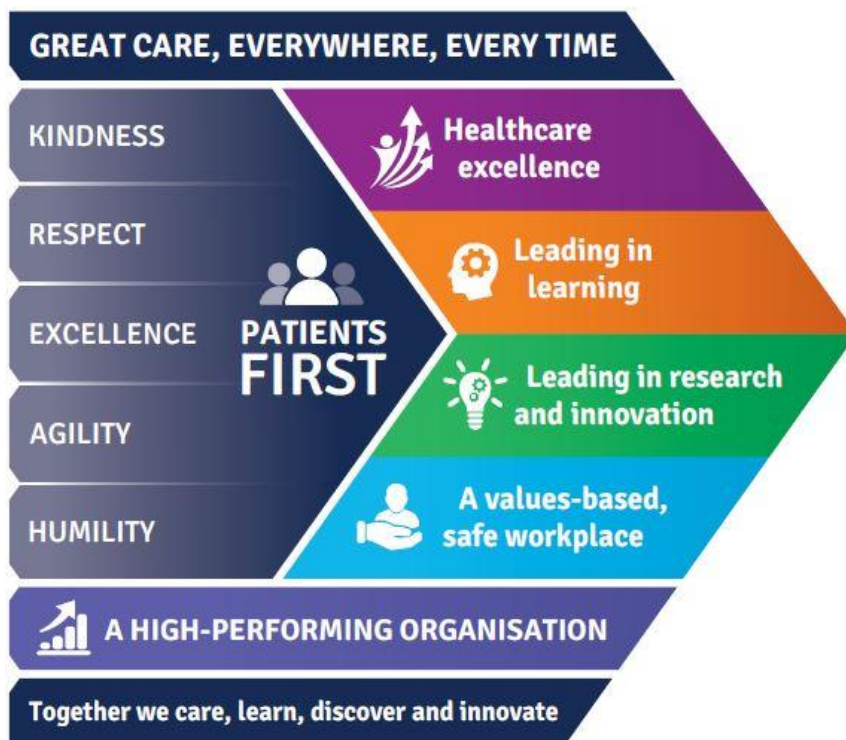 GREAT CARE, EVERYWHERE, EVERY TIME
KINDNESS
RESPECT
EXCELLENCE
AGILITY
HUMILITY
PATIENTS
FIRST
Healthcare
excellence
Leading in
learning
Leading in research
and innovation
A values-based,
safe workplace
A HIGH-PERFORMING ORGANISATION
Together we care, learn, discover and innovate